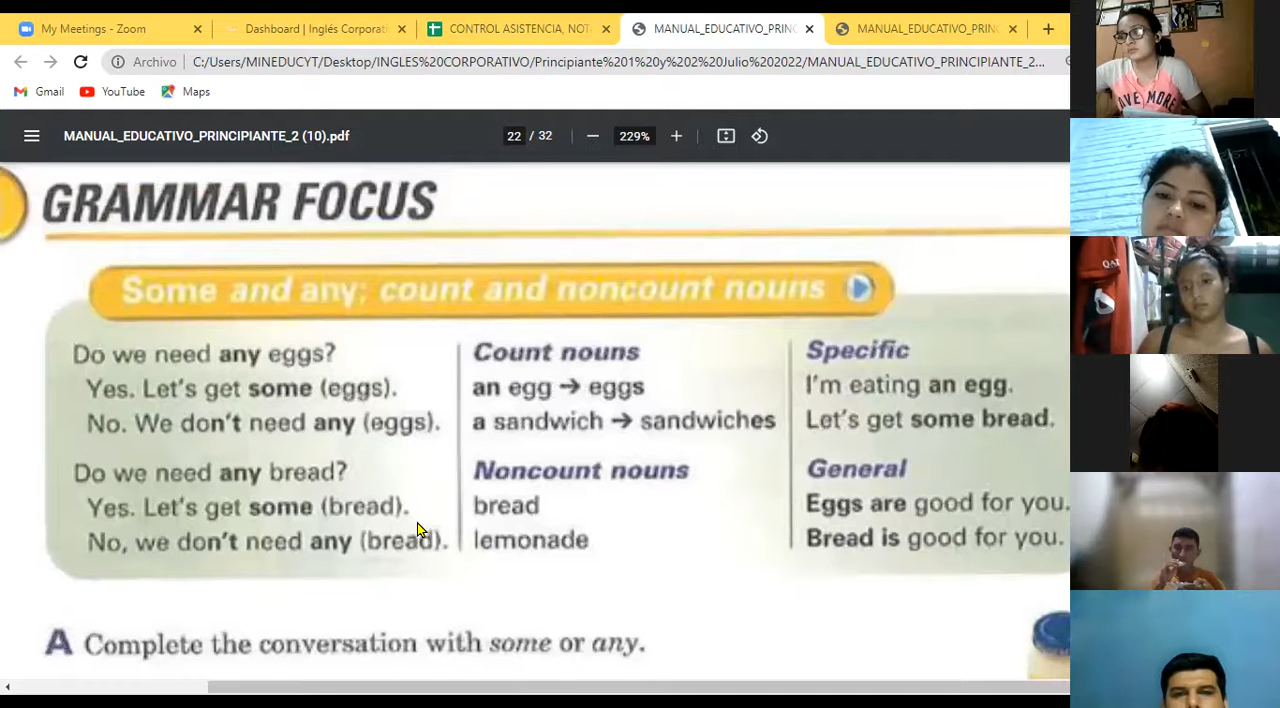 My Meetings - Zoom
Dashboard | Inglés Corporati
CONTROL ASISTENCIA, NOT
MANUAL_EDUCATIVO_PRINC
MANUAL_EDUCATIVO_PRINC
Archivo
C:/Users/MINEDUCYT/Desktop/INGLES%20CORPORATIVO/Principiante%201%20y%202%20Julio%202022/MANUAL_EDUCATIVO_PRINCIPIANTE_2...
Gmail
YouTube
Maps
MANUAL_EDUCATIVO_PRINCIPIANTE_2 (10).pdf
22 / 32
229%
GRAMMAR FOCUS
Some and any; count and noncount nouns
Do we need any eggs?
Yes. Let's get some (eggs).
No. We don't need any (eggs).
Do we need any bread?
Yes. Let's get some (bread).
No, we don't need any (bread).
Count nouns
an egg → eggs
a sandwich → sandwiches
Noncount nouns
bread
lemonade
Specific
I'm eating an egg.
Let's get some bread.
General
Eggs are good for you.
Bread is good for you.
A Complete the conversation with some or any.
QAT